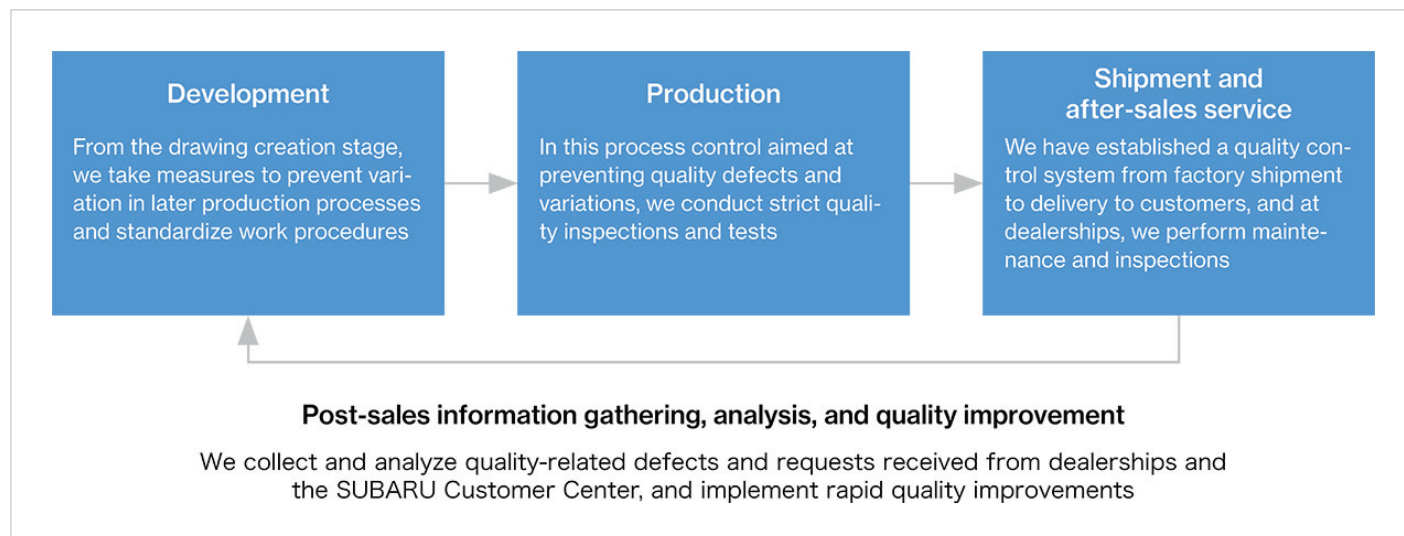 Development
From the drawing creation stage,
we take measures to prevent vari-
ation in later production processes
and standardize work procedures
Production
In this process control aimed at
preventing quality defects and
variations, we conduct strict quali-
ty inspections and tests
Shipment and
after-sales service
We have established a quality con-
trol system from factory shipment
to delivery to customers, and at
dealerships, we perform mainte-
nance and inspections
Post-sales information gathering, analysis, and quality improvement
We collect and analyze quality-related defects and requests received from dealerships and
the SUBARU Customer Center, and implement rapid quality improvements